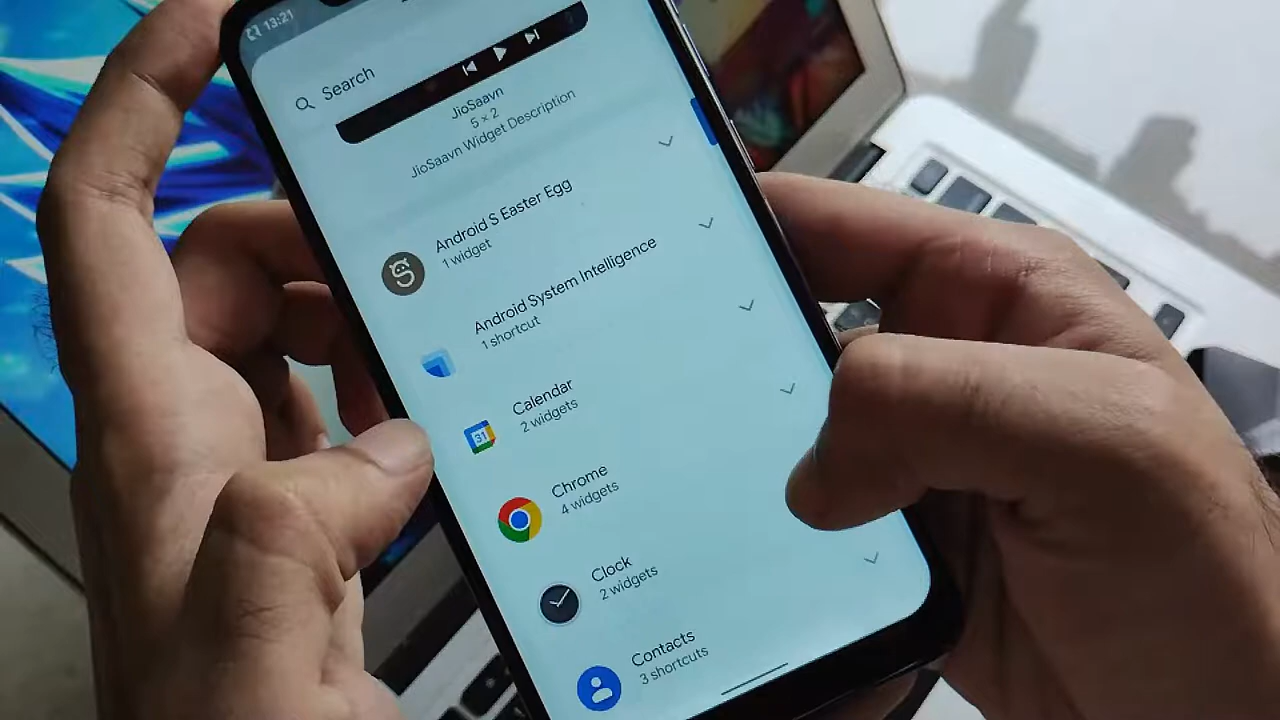 13:21
Search
JioSaavn
5 × 2
JioSaavn Widget Description
Android S Easter Egg
1 widget
Android System Intelligence
1 shortcut
Calendar
2 widgets
31
Chrome
4 widgets
Clock
2 widgets
Contacts
3 shortcuts